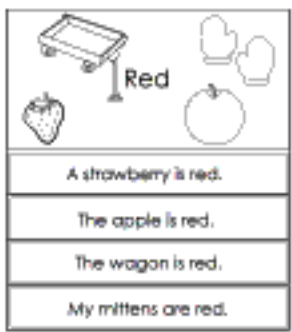 Red
A strawberry is red.
The apple is red.
The wagon is red.
My mittens are red.